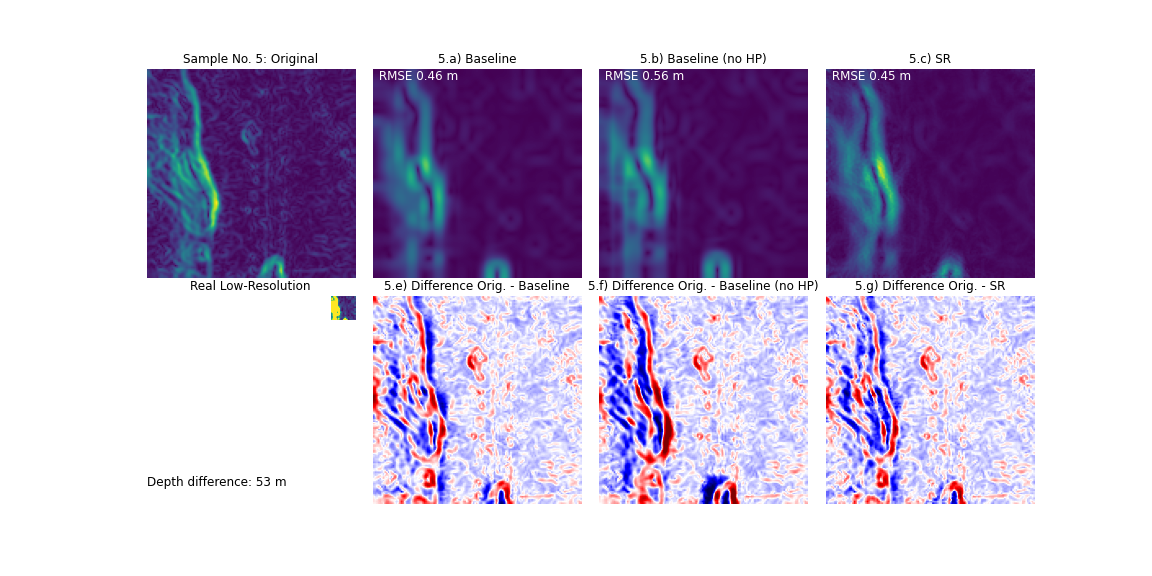 Sample No. 5: Original
5.a) Baseline
5.b) Baseline (no HP)
5.c) SR
RMSE 0.46 m
RMSE 0.56 m
RMSE 0.45 m
Real Low-Resolution
5.e) Difference Orig. - Baseline
5.f) Difference Orig. - Baseline (no HP)
5.g) Difference Orig. - SR
Depth difference: 53 m